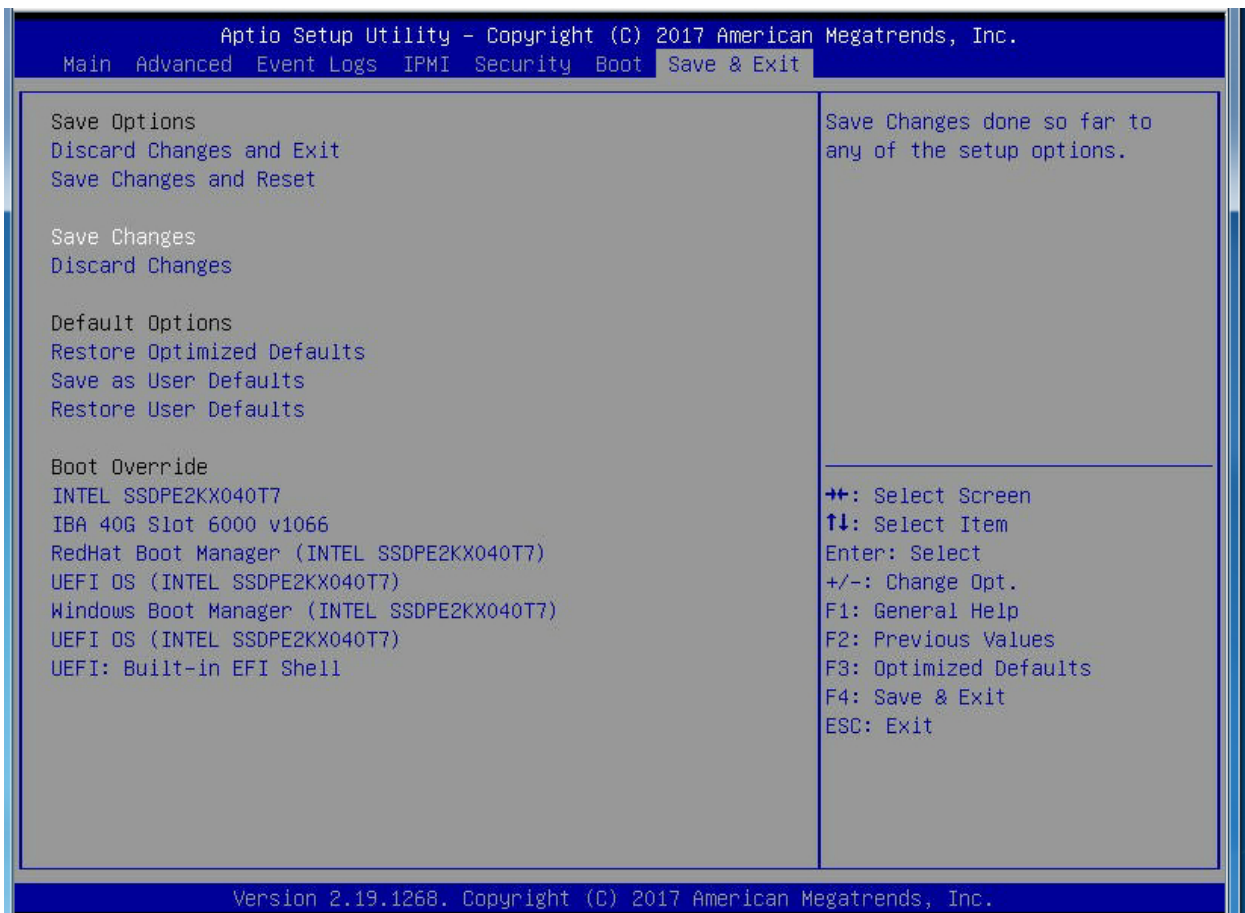 Aptio Setup Utility – Copyright (C) 2017 American Megatrends, Inc.
Main Advanced Event Logs IPMI Security Boot Save & Exit
Save Options
Discard Changes and Exit
Save Changes and Reset
Save Changes
Discard Changes
Default Options
Restore Optimized Defaults
Save as User Defaults
Restore User Defaults
Boot Override
INTEL SSDPE2KX040T7
IBA 40G Slot 6000 v1066
RedHat Boot Manager (INTEL SSDPE2KX040T7)
UEFI OS (INTEL SSDPE2KX040T7)
Windows Boot Manager (INTEL SSDPE2KX040T7)
UEFI OS (INTEL SSDPE2KX040T7)
UEFI: Built-in EFI Shell
Save Changes done so far to
any of the setup options.
→←: Select Screen
↑↓: Select Item
Enter: Select
+/-: Change Opt.
F1: General Help
F2: Previous Values
F3: Optimized Defaults
F4: Save & Exit
ESC: Exit
Version 2.19.1268. Copyright (C) 2017 American Megatrends, Inc.